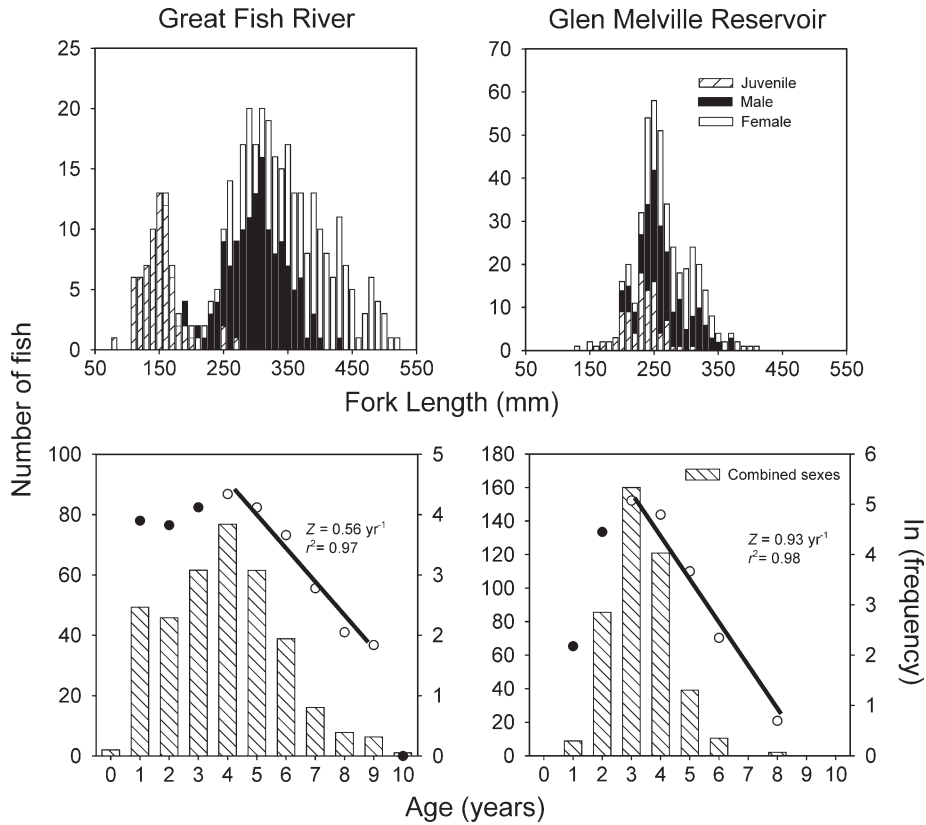 Great Fish River
Glen Melville Reservoir
25
20
15
10
5
0
50 150 250 350 450 550
70
60
50
40
30
20
10
0
50 150 250 350 450 550
Juvenile
Male
Female
Number of fish
Fork Length (mm)
100
80
60
40
20
0
5
4
3
2
1
0
Z = 0.56 yr-1
r2= 0.97
0 1 2 3 4 5 6 7 8 9 10
180
160
140
120
100
80
60
40
20
0
6
5
4
3
2
1
0
Combined sexes
Z = 0.93 yr-1
r2= 0.98
0 1 2 3 4 5 6 7 8 9 10
ln (frequency)
Age (years)